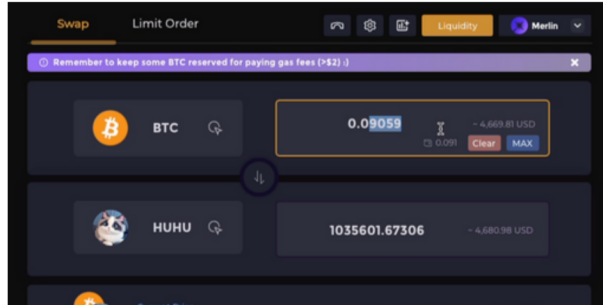 Swap
Limit Order
Liquidity
Merlin
Remember to keep some BTC reserved for paying gas fees (>$2) :)
BTC
0.09059
~ 4,669.81 USD
0.091
Clear
MAX
HUHU
1035601.67306
~ 4,680.98 USD